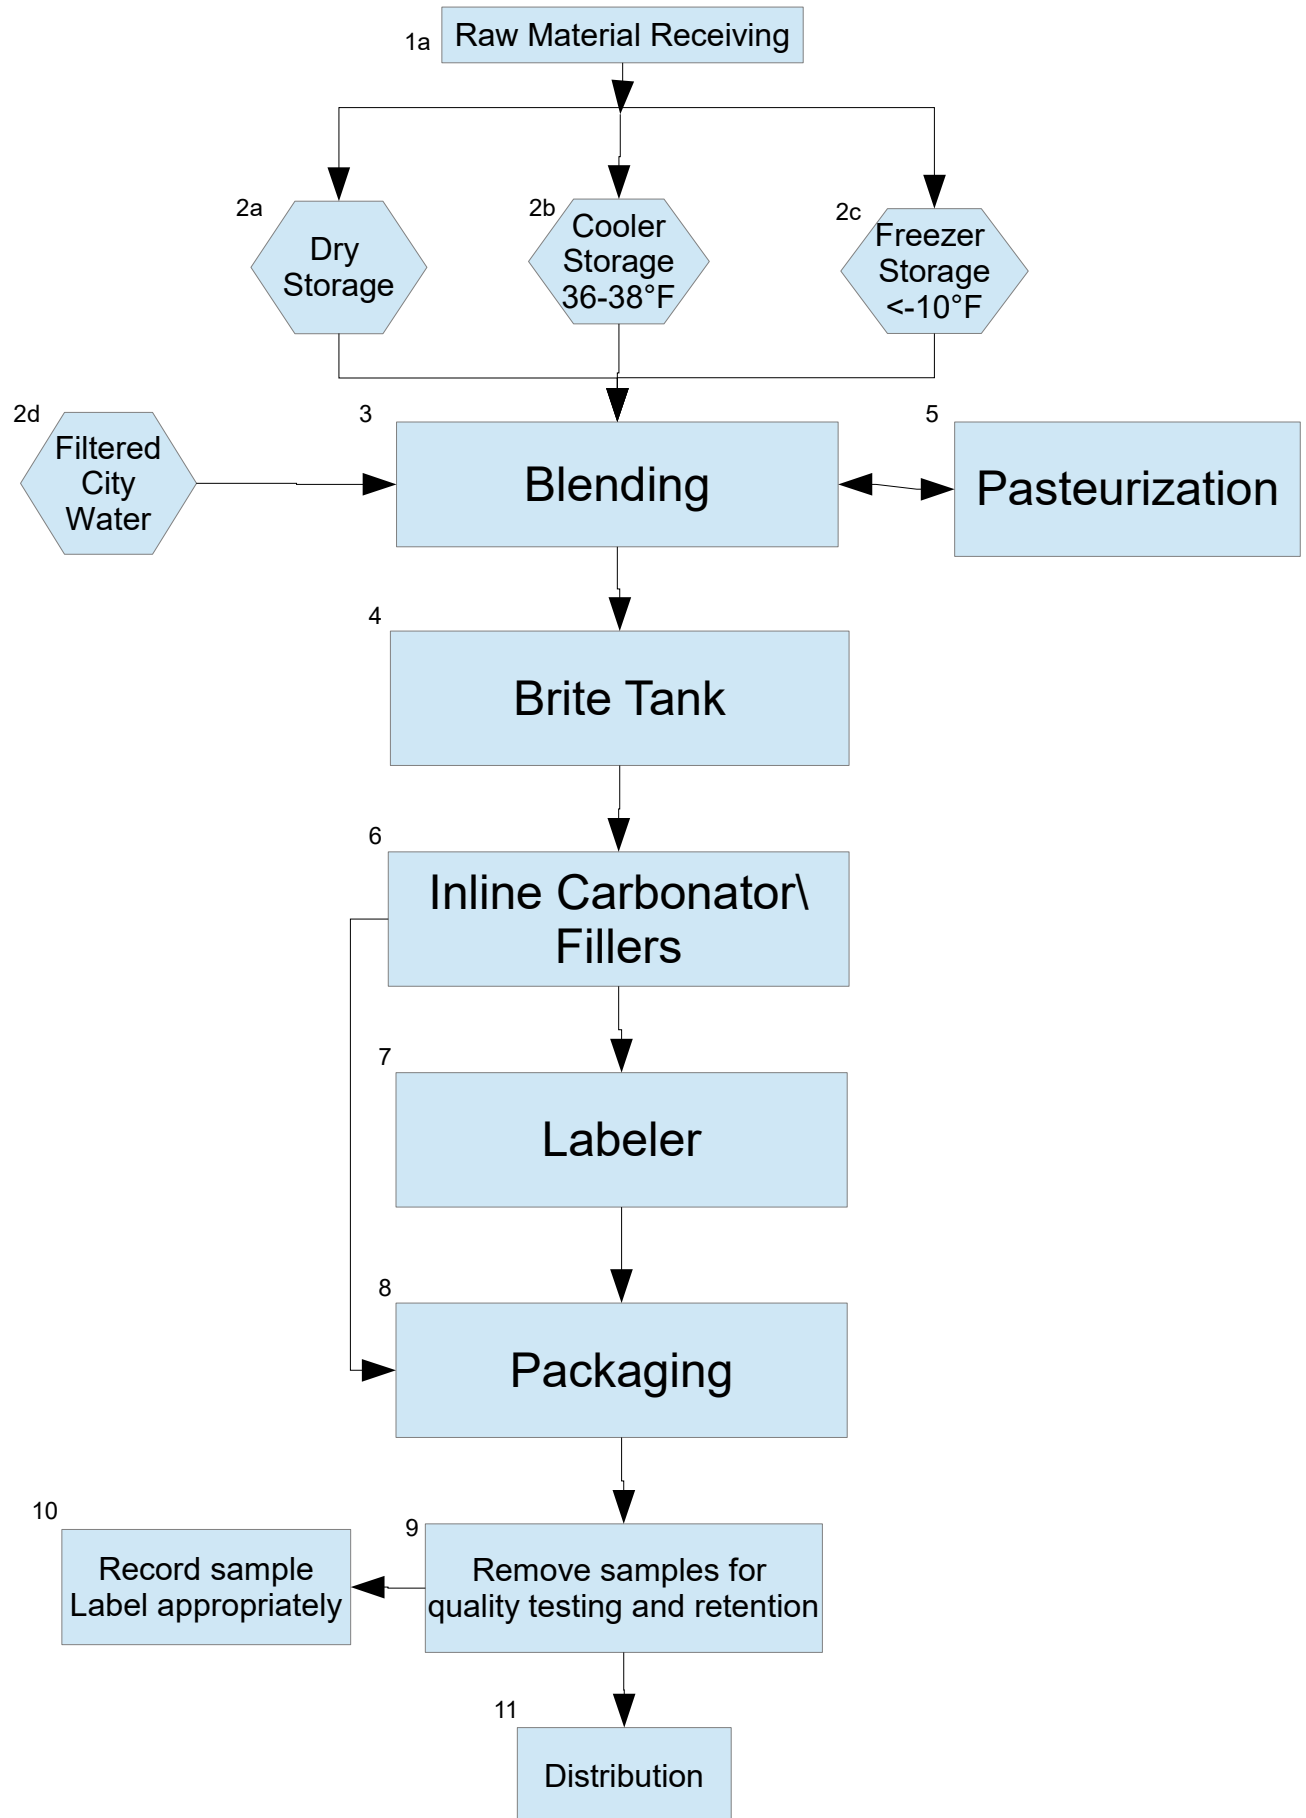 1a
Raw Material Receiving
2a
Dry
Storage
2b
Cooler
Storage
36-38°F
2c
Freezer
Storage
<-10°F
2d
Filtered
City
Water
3
Blending
5
Pasteurization
4
Brite Tank
6
Inline Carbonator\
Fillers
7
Labeler
8
Packaging
10
Record sample
Label appropriately
9
Remove samples for
quality testing and retention
11
Distribution